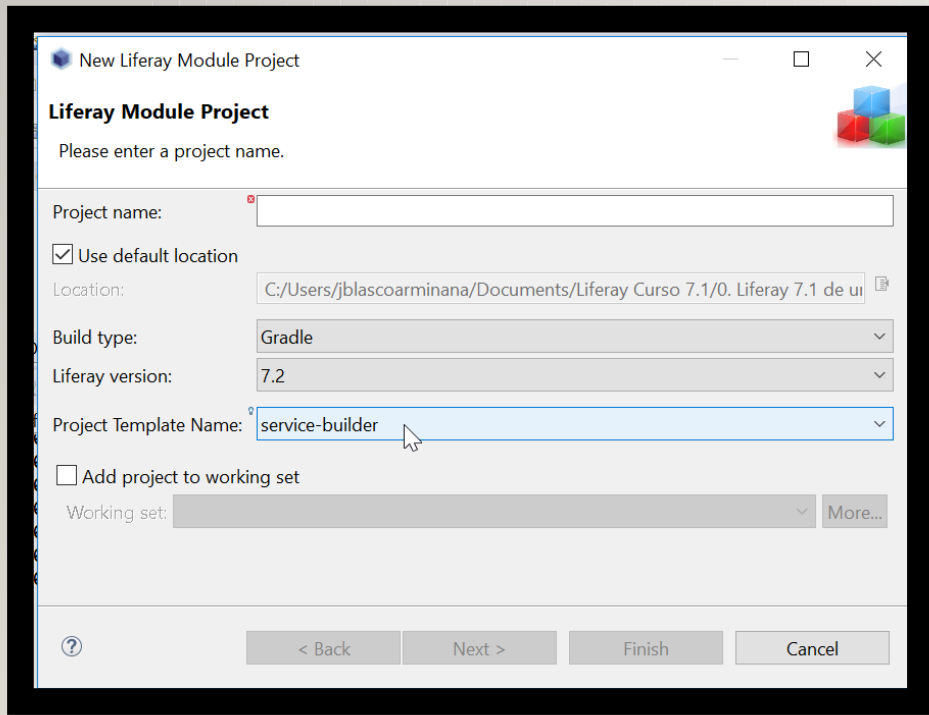 New Liferay Module Project
Liferay Module Project
Please enter a project name.
Project name:
Use default location
Location: C:/Users/jblascoarminana/Documents/Liferay Curso 7.1/0. Liferay 7.1 de
Build type: Gradle
Liferay version: 7.2
Project Template Name: service-builder
Add project to working set
Working set: More...
< Back Next > Finish Cancel